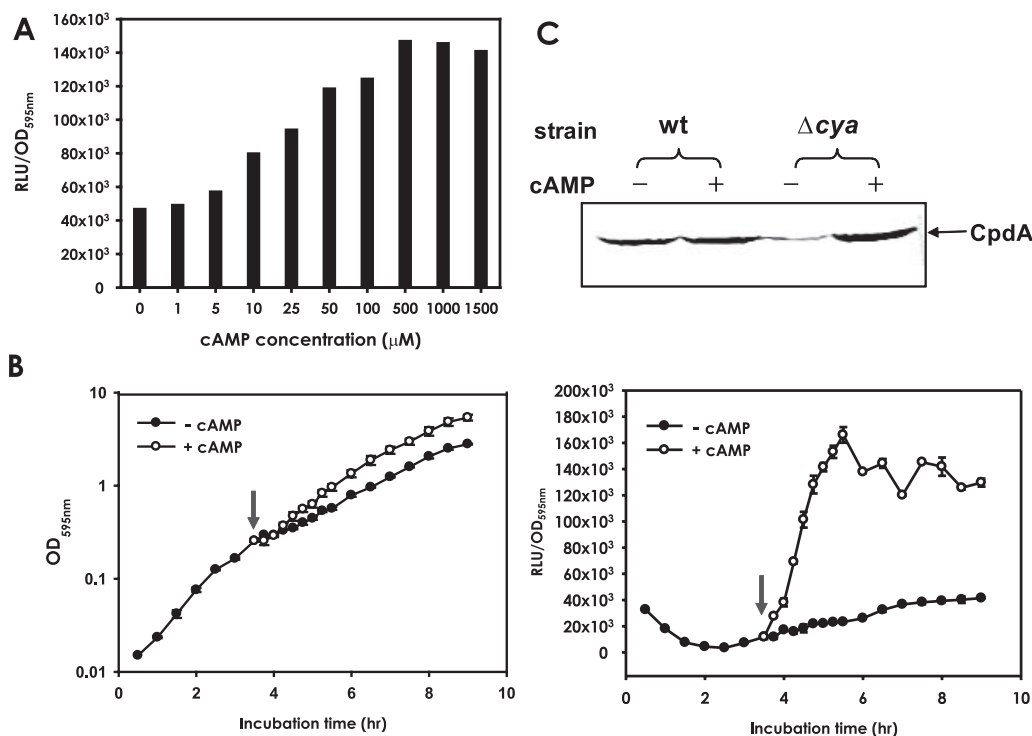 A
160x10³
140x10³
120x10³
100x10³
80x10³
60x10³
40x10³
20x10³
0
RLU/OD595nm
0 1 5 10 25 50 100 500 1000 1500
cAMP concentration (μM)
C
strain wt Δcya
cAMP − + − +
CpdA
B
10
1
0.1
0.01
OD595nm
- cAMP
+ cAMP
0 2 4 6 8 10
Incubation time (hr)
200x10³
180x10³
160x10³
140x10³
120x10³
100x10³
80x10³
60x10³
40x10³
20x10³
0
RLU/OD595nm
- cAMP
+ cAMP
0 2 4 6 8 10
Incubation time (hr)